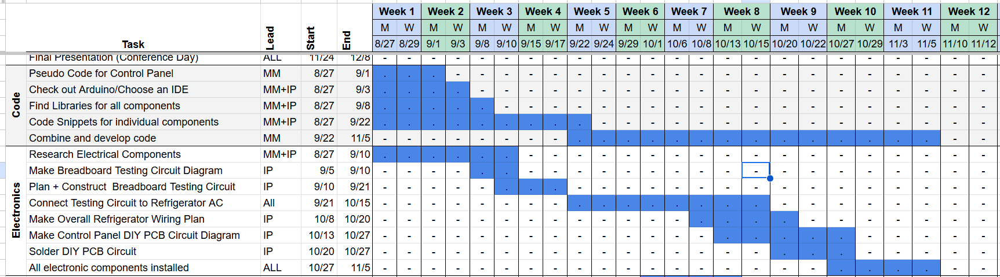 Week 1 Week 2 Week 3 Week 4 Week 5 Week 6 Week 7 Week 8 Week 9 Week 10 Week 11 Week 12
M W M W M W M W M W M W M W M W M W M W M W M W
Task Lead Start End 8/27 8/29 9/1 9/3 9/8 9/10 9/15 9/17 9/22 9/24 9/29 10/1 10/6 10/8 10/13 10/15 10/20 10/22 10/27 10/29 11/3 11/5 11/10 11/12
Final Presentation (Conference Day) ALL 11/24 12/8 - - - - - - - - - - - - - - - - - - - - - - - -
Code
Pseudo Code for Control Panel MM 8/27 9/1 . . . - - - - - - - - - - - - - - - - - - - - -
Check out Arduino/Choose an IDE MM+IP 8/27 9/3 . . . . - - - - - - - - - - - - - - - - - - - -
Find Libraries for all components MM+IP 8/27 9/8 . . . . . - - - - - - - - - - - - - - - - - - -
Code Snippets for individual components MM+IP 8/27 9/22 . . . . . . . . . - - - - - - - - - - - - - - -
Combine and develop code MM 9/22 11/5 - - - - - - - - . . . . . . . . . . . . . . - -
Electronics
Research Electrical Components MM+IP 8/27 9/10 . . . . . . - - - - - - - - - - - - - - - - - -
Make Breadboard Testing Circuit Diagram IP 9/5 9/10 - - - - . . - - - - - - - - - - - - - - - - - -
Plan + Construct  Breadboard Testing Circuit IP 9/10 9/21 - - - - - . . . - - - - - - - - - - - - - - - -
Connect Testing Circuit to Refrigerator AC All 9/21 10/15 - - - - - - - - . . . . . . . . - - - - - - - -
Make Overall Refrigerator Wiring Plan IP 10/8 10/20 - - - - - - - - - - - - - . . . . - - - - - - -
Make Control Panel DIY PCB Circuit Diagram IP 10/13 10/27 - - - - - - - - - - - - - - . . . . . - - - - -
Solder DIY PCB Circuit IP 10/20 10/27 - - - - - - - - - - - - - - - - . . . - - - - -
All electronic components installed ALL 10/27 11/5 - - - - - - - - - - - - - - - - - - . . . . - -